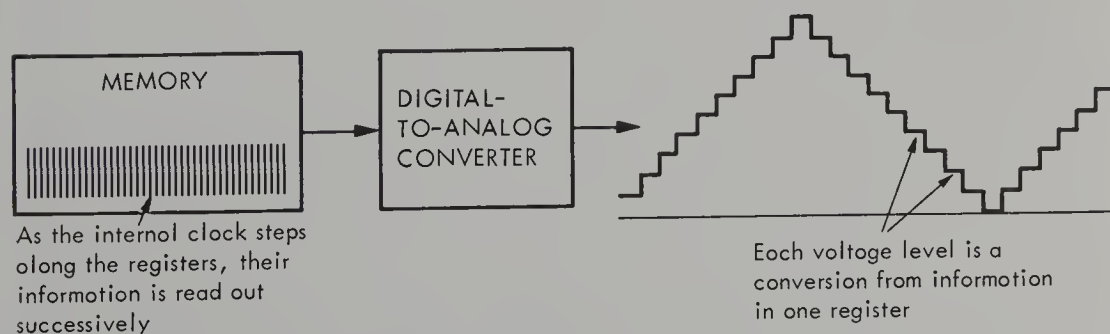 MEMORY
DIGITAL-
TO-ANALOG
CONVERTER
As the internol clock steps
olong the registers, their
informotion is read out
successively
Eoch voltage level is a
conversion from information
in one register